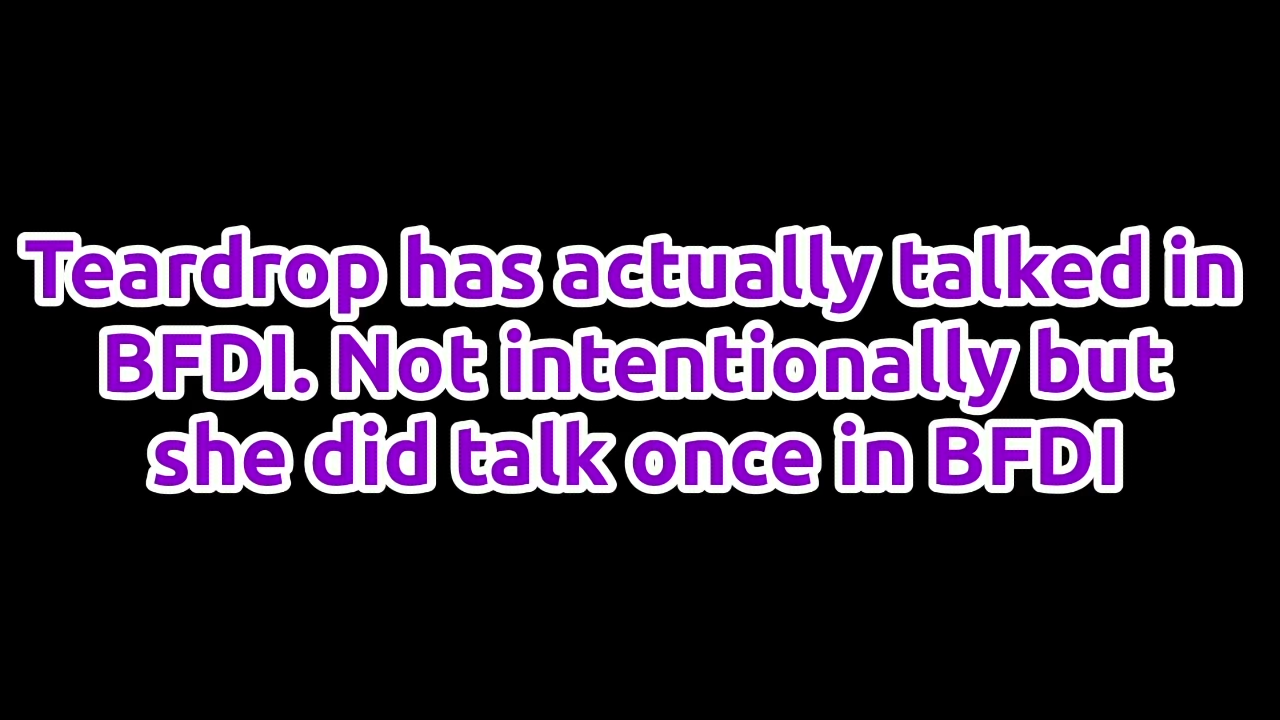 Teardrop has actually talked in
BFDI. Not intentionally but
she did talk once in BFDI